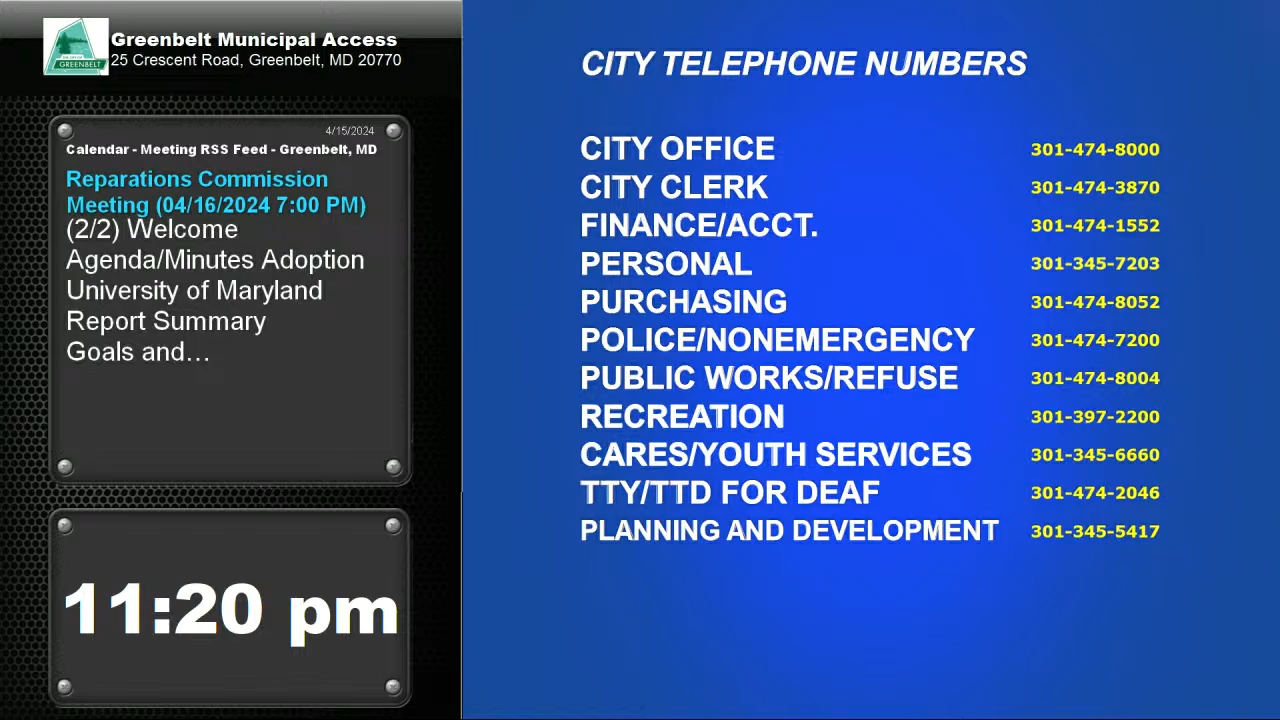 GREENBELT
Greenbelt Municipal Access
25 Crescent Road, Greenbelt, MD 20770
4/15/2024
Calendar - Meeting RSS Feed - Greenbelt, MD
Reparations Commission
Meeting (04/16/2024 7:00 PM)
(2/2) Welcome
Agenda/Minutes Adoption
University of Maryland
Report Summary
Goals and...
11:20 pm
CITY TELEPHONE NUMBERS
CITY OFFICE 301-474-8000
CITY CLERK 301-474-3870
FINANCE/ACCT. 301-474-1552
PERSONAL 301-345-7203
PURCHASING 301-474-8052
POLICE/NONEMERGENCY 301-474-7200
PUBLIC WORKS/REFUSE 301-474-8004
RECREATION 301-397-2200
CARES/YOUTH SERVICES 301-345-6660
TTY/TTD FOR DEAF 301-474-2046
PLANNING AND DEVELOPMENT 301-345-5417